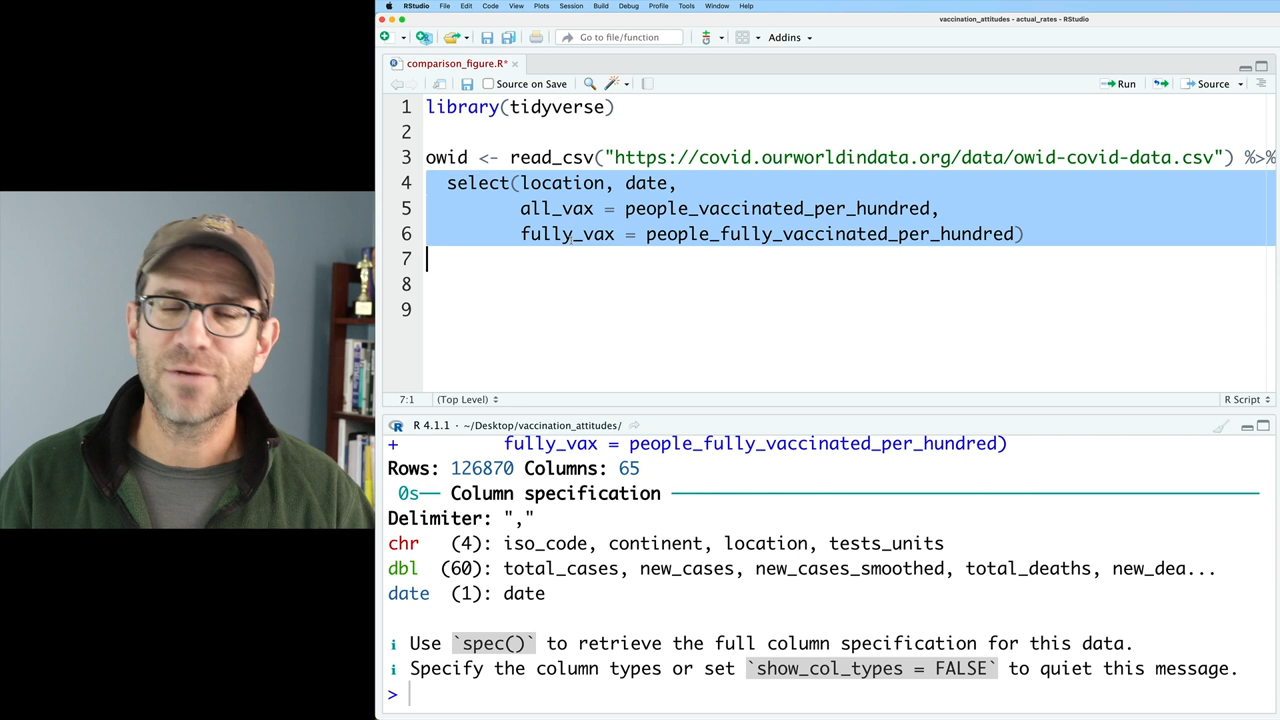 RStudio File Edit Code View Plots Session Build Debug Profile Tools Window Help
vaccination_attitudes - actual_rates - RStudio
Go to file/function Addins
comparison_figure.R*
Source on Save Run Source
1 library(tidyverse)
2
3 owid <- read_csv("https://covid.ourworldindata.org/data/owid-covid-data.csv") %>%
4 select(location, date,
5 all_vax = people_vaccinated_per_hundred,
6 fully_vax = people_fully_vaccinated_per_hundred)
7
8
9
7:1 (Top Level) R Script
R 4.1.1 · ~/Desktop/vaccination_attitudes/
+ fully_vax = people_fully_vaccinated_per_hundred)
Rows: 126870 Columns: 65
0s── Column specification ────────
Delimiter: ","
chr (4): iso_code, continent, location, tests_units
dbl (60): total_cases, new_cases, new_cases_smoothed, total_deaths, new_dea...
date (1): date
ℹ Use `spec()` to retrieve the full column specification for this data.
ℹ Specify the column types or set `show_col_types = FALSE` to quiet this message.
>